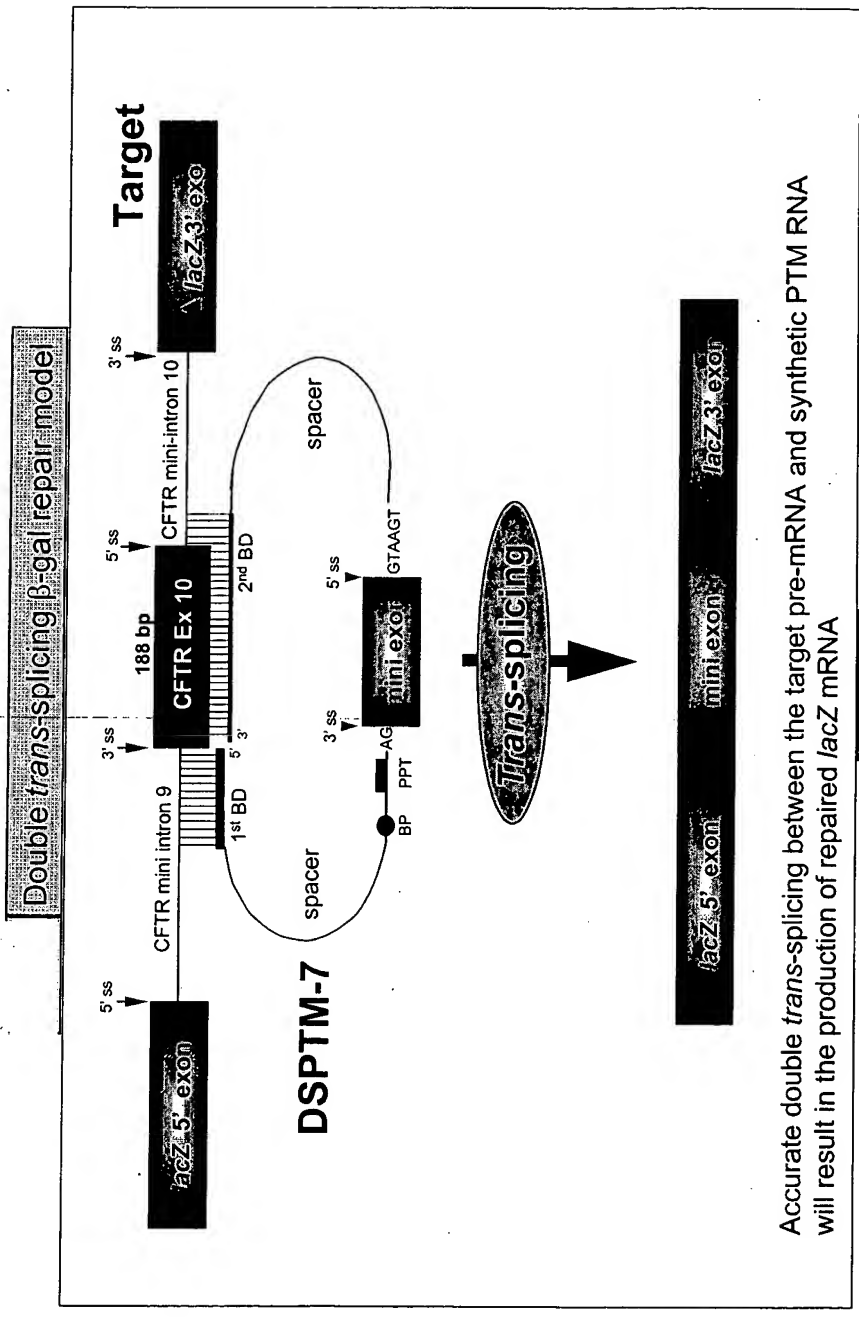 Double trans-splicing β-gal repair model
Target
5' ss
3' ss
5' ss
3' ss
188 bp
lacZ 5' exon
CFTR mini intron 9
CFTR Ex 10
CFTR mini-intron 10
lacZ 3' exo
1st BD
5' 3'
2nd BD
spacer
spacer
DSPTM-7
3' ss
5' ss
BP
PPT
AG
mini exon
GTAAGT
Trans-splicing
lacZ 5' exon
mini exon
lacZ 3' exon
Accurate double trans-splicing between the target pre-mRNA and synthetic PTM RNA
will result in the production of repaired lacZ mRNA